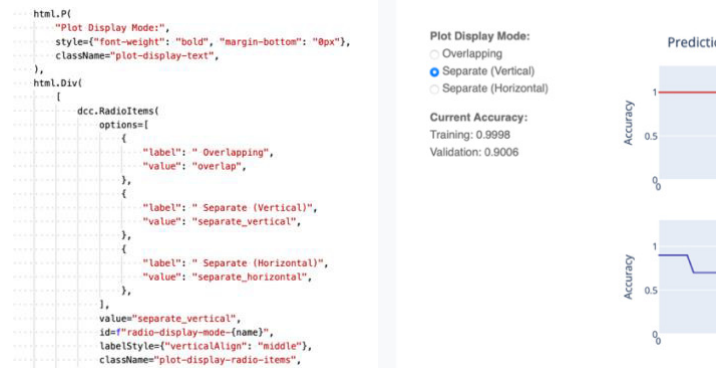 html.P(
"Plot Display Mode:",
style={"font-weight": "bold", "margin-bottom": "0px"},
className="plot-display-text",
),
html.Div(
[
dcc.RadioItems(
options=[
{
"label": " Overlapping",
"value": "overlap",
},
{
"label": " Separate (Vertical)",
"value": "separate_vertical",
},
{
"label": " Separate (Horizontal)",
"value": "separate_horizontal",
},
],
value="separate_vertical",
id=f"radio-display-mode-{name}",
labelStyle={"verticalAlign": "middle"},
className="plot-display-radio-items",
Plot Display Mode:
Overlapping
Separate (Vertical)
Separate (Horizontal)
Current Accuracy:
Training: 0.9998
Validation: 0.9006
Predictio
Accuracy
1
0.5
0
0
Accuracy
1
0.5
0
0